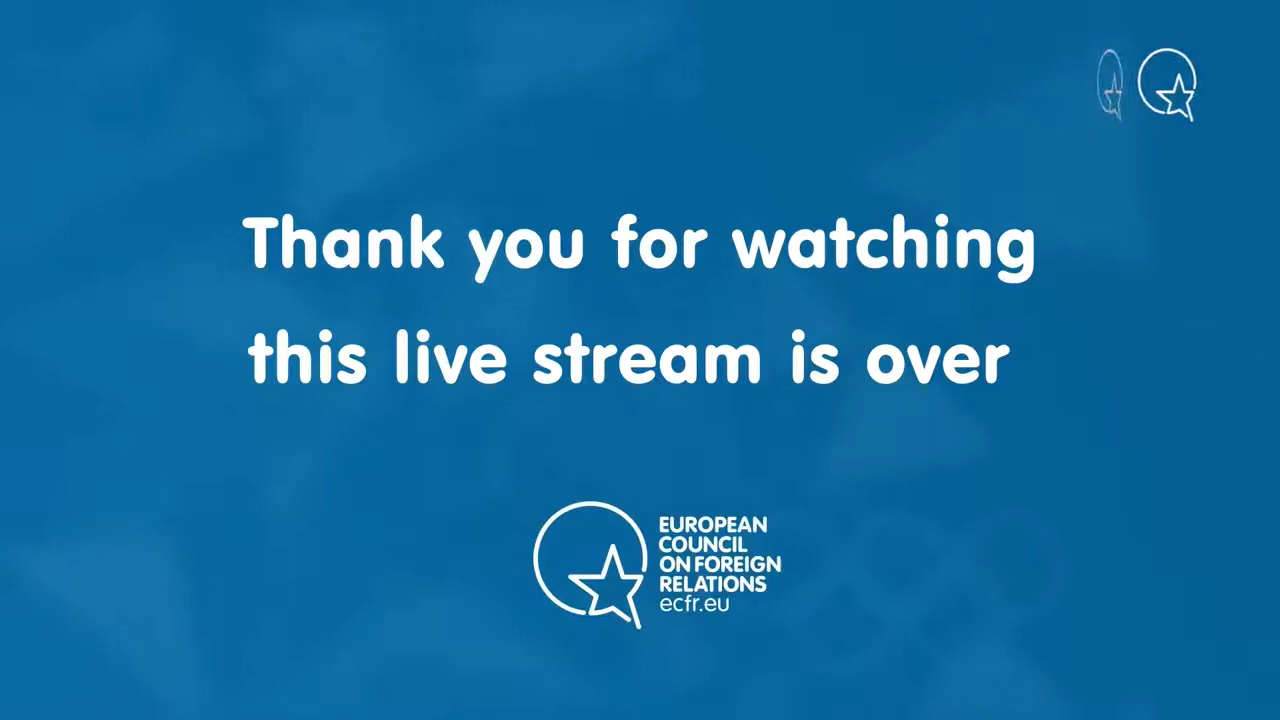 Thank you for watching
this live stream is over
EUROPEAN
COUNCIL
ON FOREIGN
RELATIONS
ecfr.eu